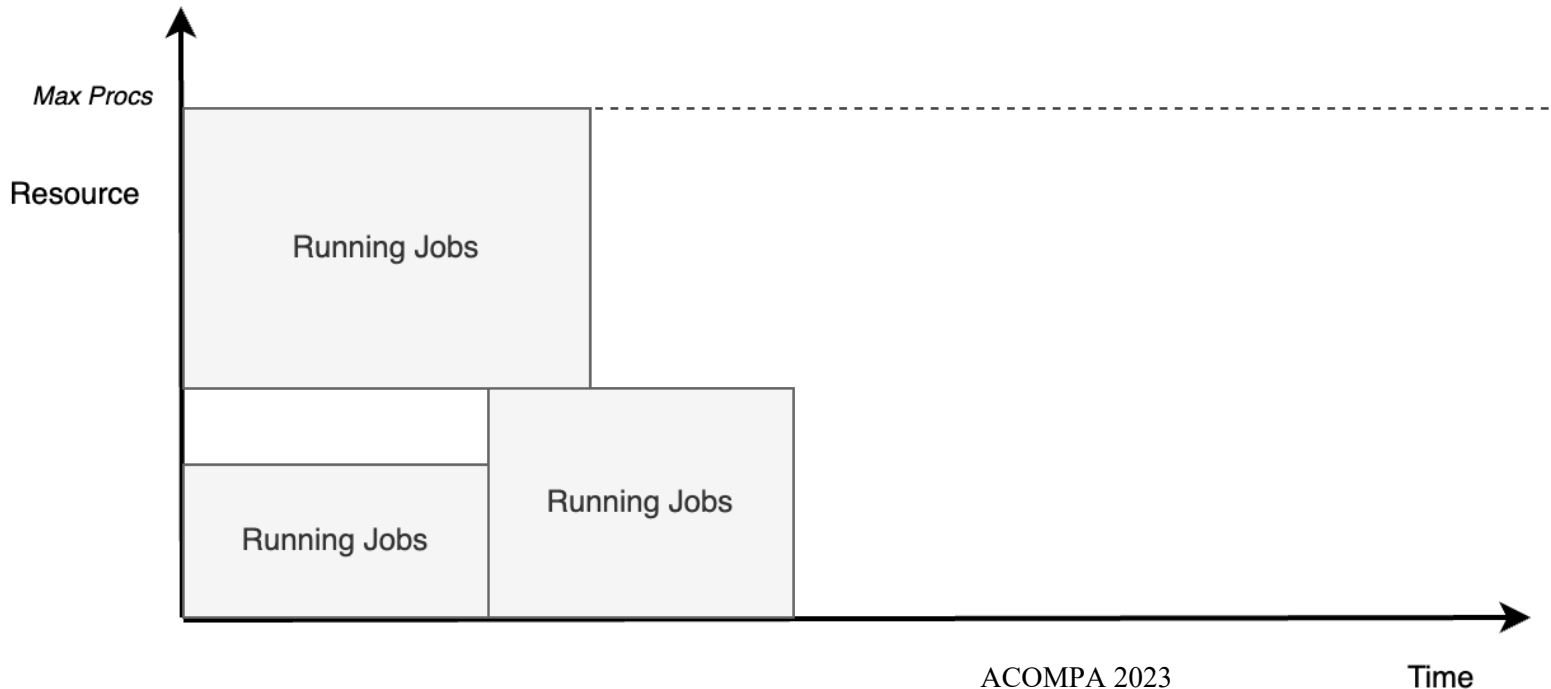 Max Procs
Resource
Running Jobs
Running Jobs
Running Jobs
ACOMPA 2023
Time